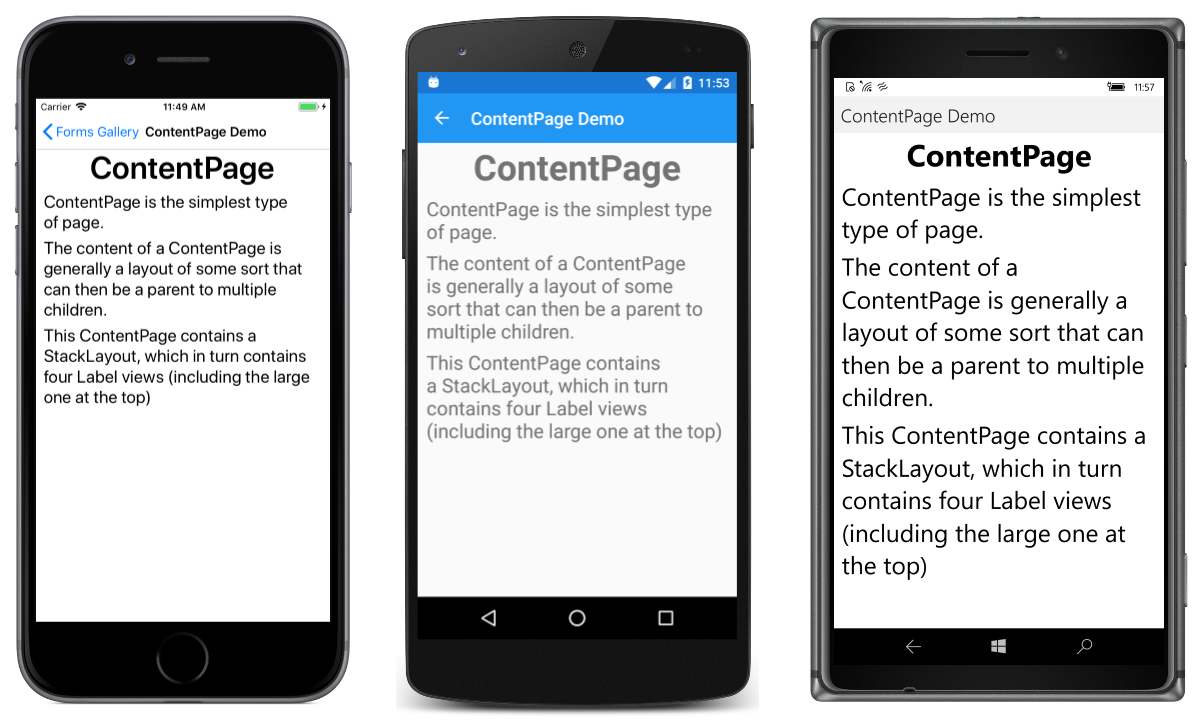 Carrier 11:49 AM
Forms Gallery ContentPage Demo
ContentPage
ContentPage is the simplest type
of page.
The content of a ContentPage is
generally a layout of some sort that
can then be a parent to multiple
children.
This ContentPage contains a
StackLayout, which in turn contains
four Label views (including the large
one at the top)
11:53
ContentPage Demo
ContentPage
ContentPage is the simplest type
of page.
The content of a ContentPage
is generally a layout of some
sort that can then be a parent to
multiple children.
This ContentPage contains
a StackLayout, which in turn
contains four Label views
(including the large one at the top)
11:57
ContentPage Demo
ContentPage
ContentPage is the simplest
type of page.
The content of a
ContentPage is generally a
layout of some sort that can
then be a parent to multiple
children.
This ContentPage contains a
StackLayout, which in turn
contains four Label views
(including the large one at
the top)